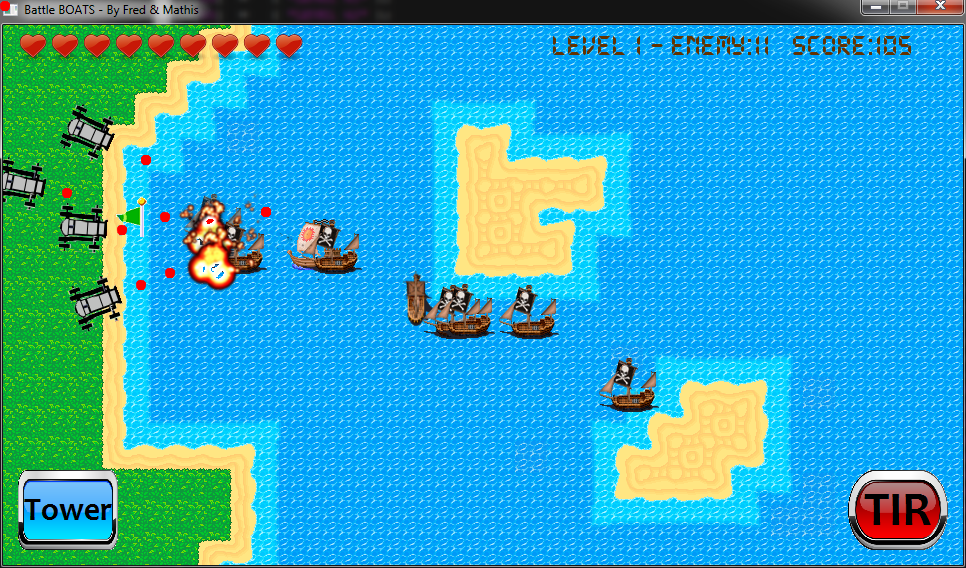 Battle BOATS - By Fred & Mathis
LEVEL 1 - ENEMY:11 SCORE:105
Tower
TIR